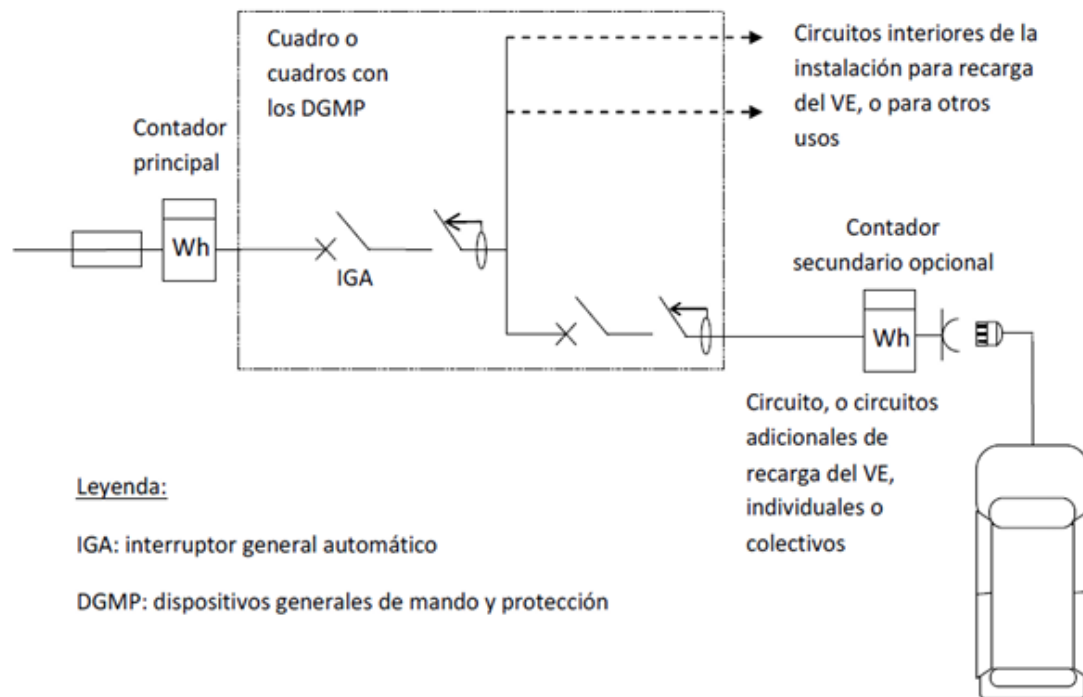 Cuadro o
cuadros con
los DGMP
Circuitos interiores de la
instalación para recarga
del VE, o para otros
usos
Contador
principal
Wh
IGA
Contador
secundario opcional
Wh
Circuito, o circuitos
adicionales de
recarga del VE,
individuales o
colectivos
Leyenda:
IGA: interruptor general automático
DGMP: dispositivos generales de mando y protección